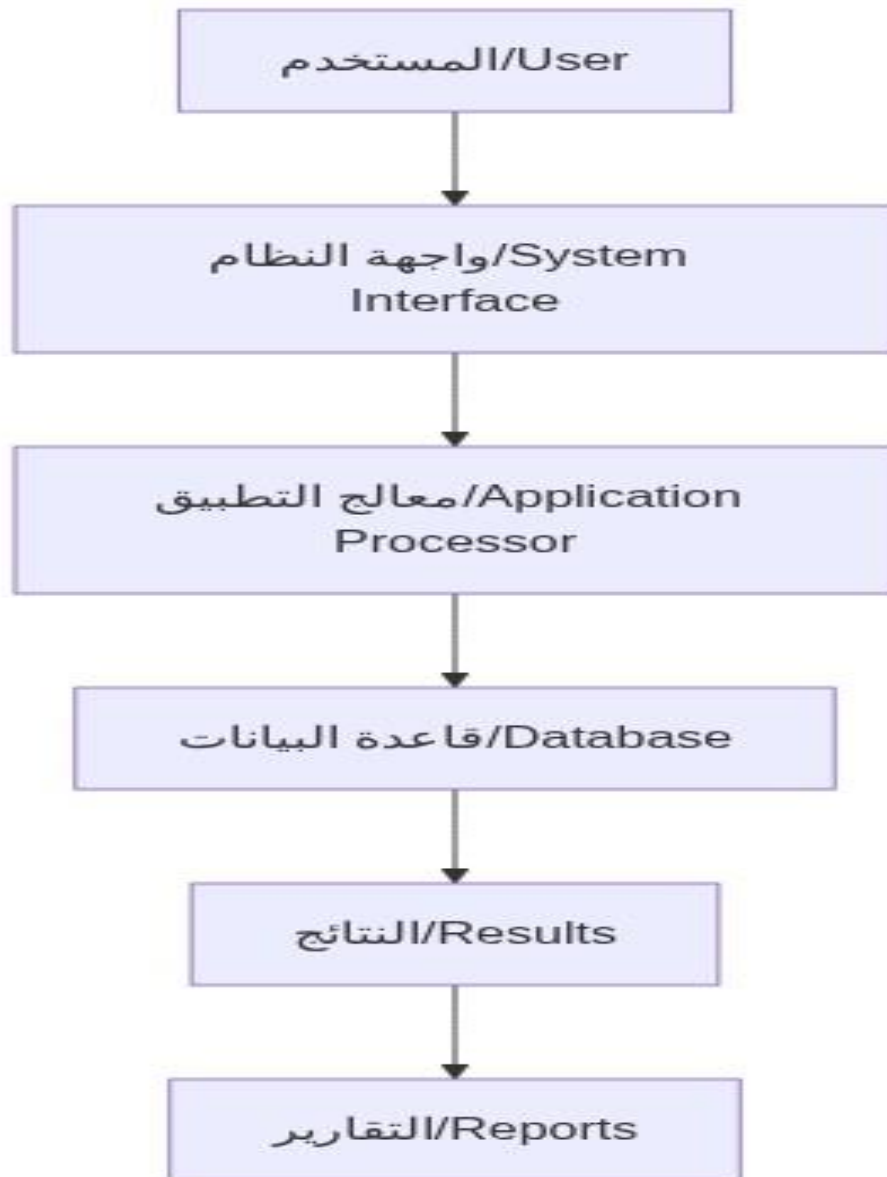 المستخدم/User
واجهة النظام/System
Interface
معالج التطبيق/Application
Processor
قاعدة البيانات/Database
النتائج/Results
التقارير/Reports